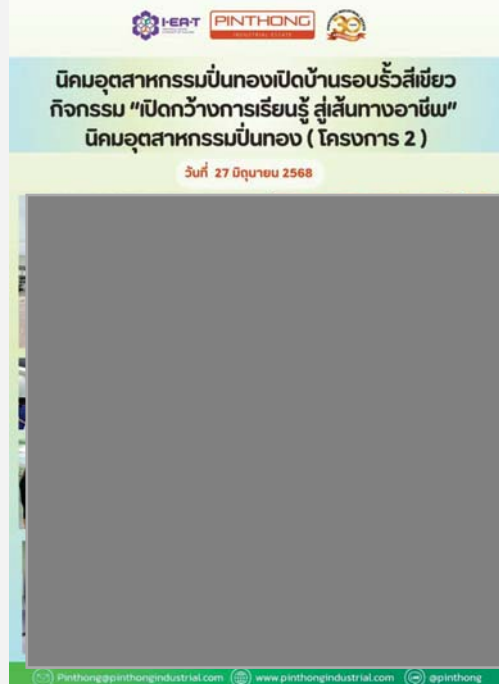 I-EA-T
PINTHONG
INDUSTRIAL ESTATE
30
นิคมอุตสาหกรรมปิ่นทองเปิดบ้านรอบรั้วสีเขียว
กิจกรรม “เปิดกว้างการเรียนรู้ สู่เส้นทางอาชีพ”
นิคมอุตสาหกรรมปิ่นทอง ( โครงการ 2 )
วันที่ 27 มิถุนายน 2568
Pinthong@pinthongindustrial.com www.pinthongindustrial.com @pinthong